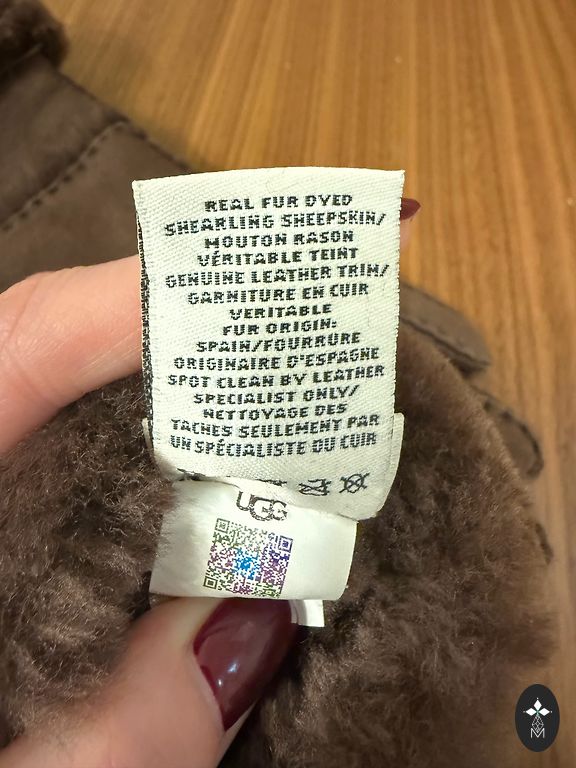 REAL FUR DYED
SHEARLING SHEEPSKIN/
MOUTON RASON
VÉRITABLE TEINT
GENUINE LEATHER TRIM/
GARNITURE EN CUIR
VERITABLE
FUR ORIGIN:
SPAIN/FOURRURE
ORIGINAIRE D'ESPAGNE
SPOT CLEAN BY LEATHER
SPECIALIST ONLY/
NETTOYAGE DES
TACHES SEULEMENT PAR
UN SPÉCIALISTE DU CUIR
UGG
M